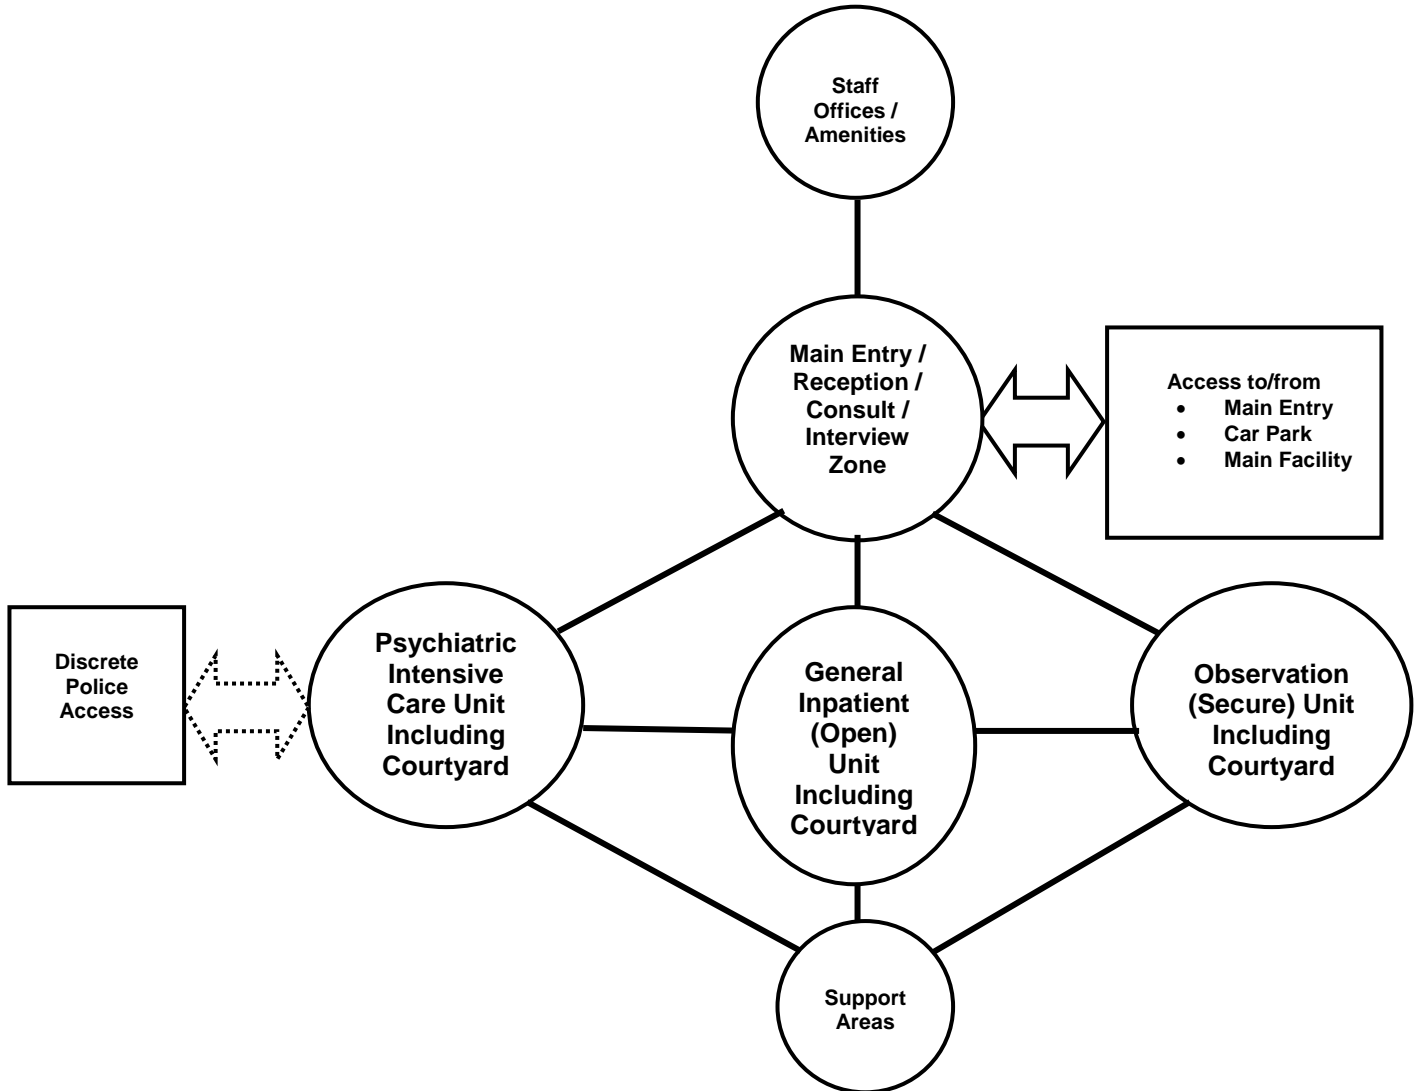 Staff
Offices /
Amenities
Main Entry /
Reception /
Consult /
Interview
Zone
Access to/from
• Main Entry
• Car Park
• Main Facility
Discrete
Police
Access
Psychiatric
Intensive
Care Unit
Including
Courtyard
General
Inpatient
(Open)
Unit
Including
Courtyard
Observation
(Secure) Unit
Including
Courtyard
Support
Areas